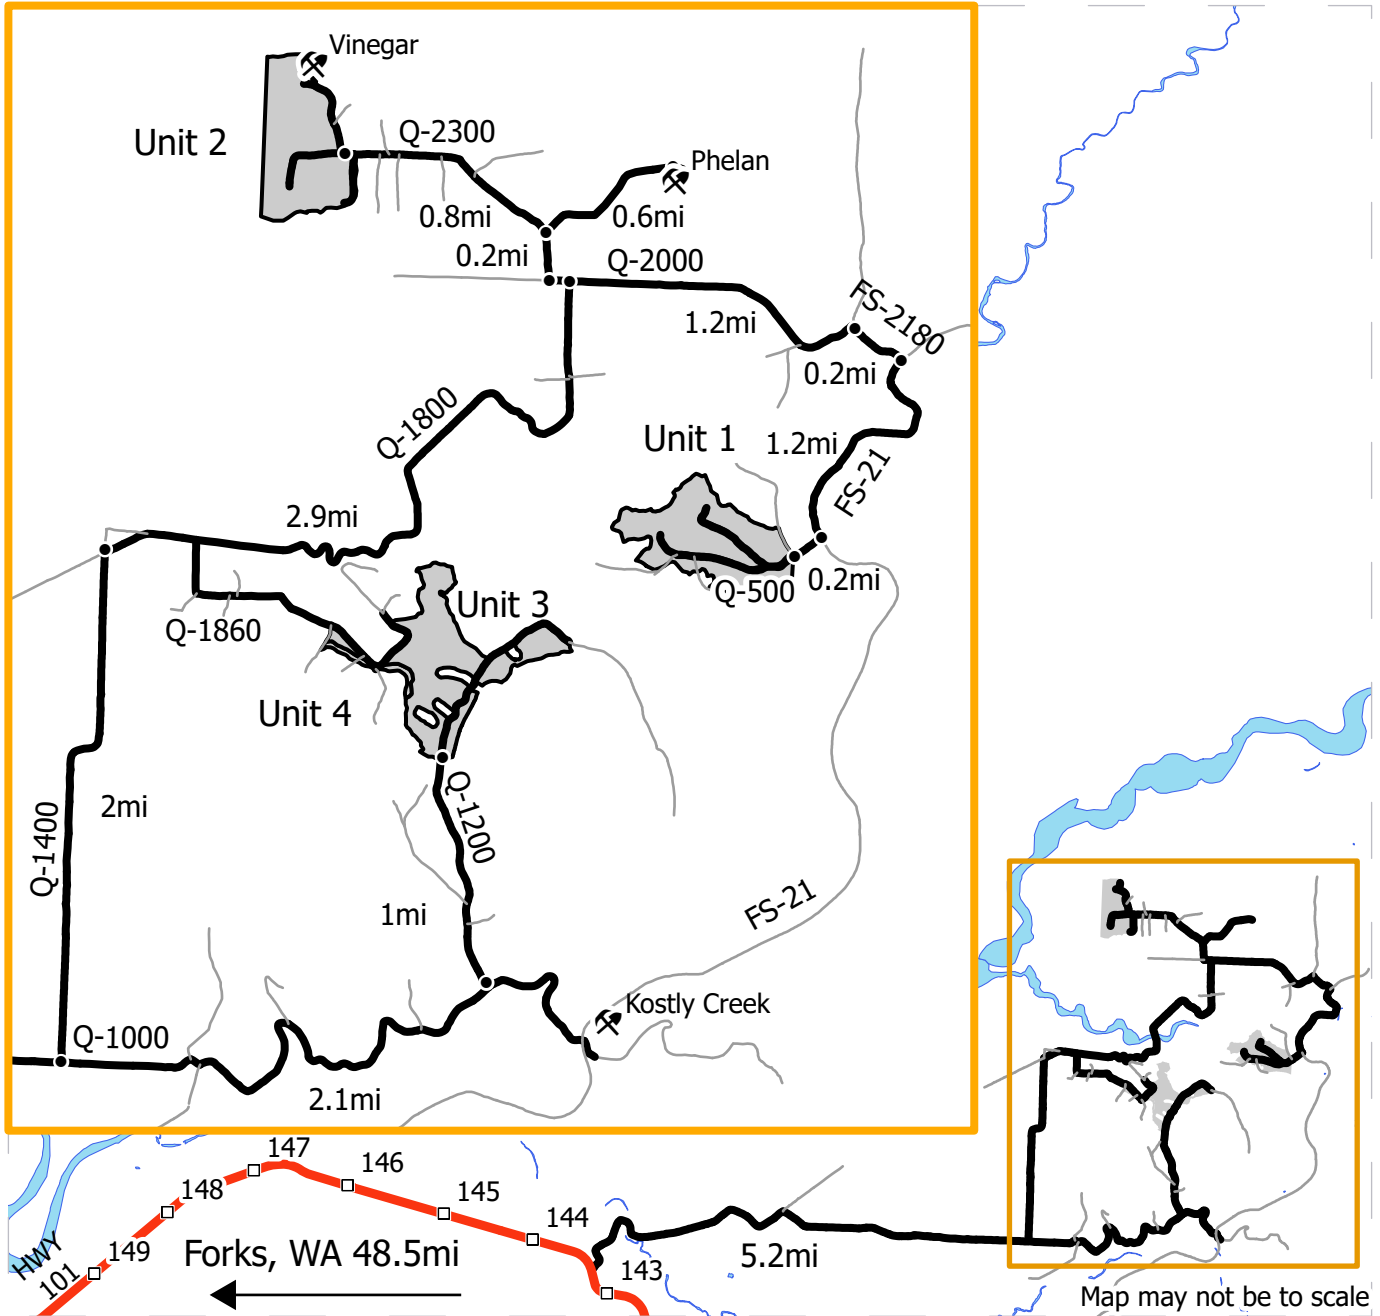 Vinegar
Unit 2
Q-2300
Phelan
0.8mi
0.6mi
0.2mi
Q-2000
FS-2180
1.2mi
0.2mi
Q-1800
Unit 1
1.2mi
FS-21
2.9mi
Q-500
0.2mi
Unit 3
Q-1860
Unit 4
Q-1200
2mi
Q-1400
1mi
FS-21
Kostly Creek
Q-1000
2.1mi
147
146
148
145
144
149
HWY
101
Forks, WA 48.5mi
5.2mi
143
Map may not be to scale